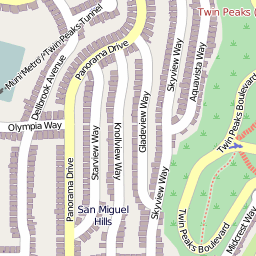 Twin Peaks
Muni Metro / Twin Peaks Tunnel
Dellbrook Avenue
Panorama Drive
Skyview Way
Aquavista Way
Gladeview Way
Skyview Way
Olympia Way
Twin Peaks Boulevard
Starview Way
Knollview Way
Panorama Drive
Skyview Way
San Miguel
Hills
Twin Peaks Boulevard
Midcrest Way